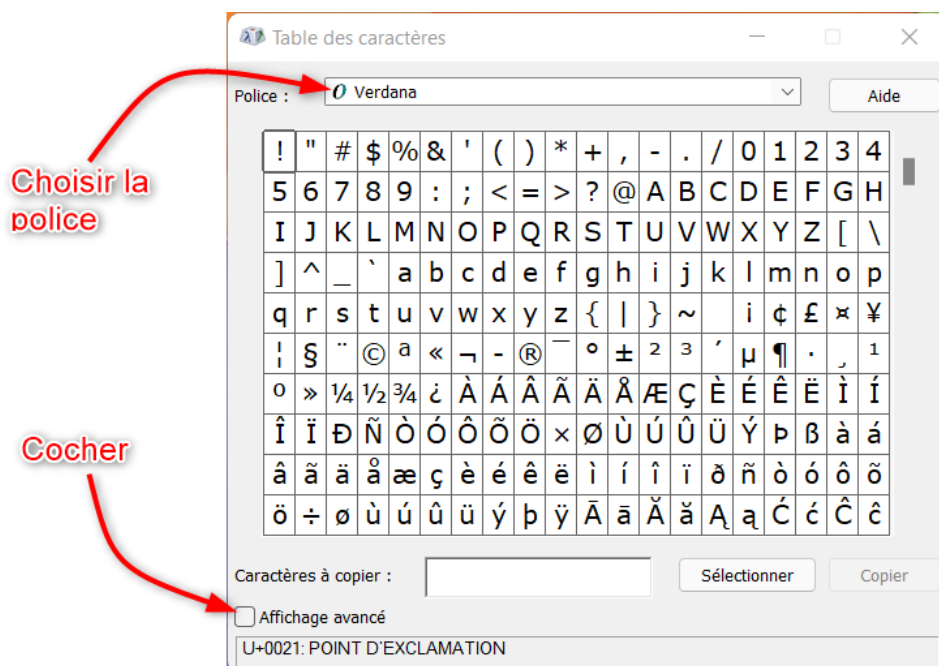 Table des caractères
Police :
Verdana
Aide
! " # $ % & ' ( ) * + , - . / 0 1 2 3 4
5 6 7 8 9 : ; < = > ? @ A B C D E F G H
I J K L M N O P Q R S T U V W X Y Z [ \
] ^ _ ` a b c d e f g h i j k l m n o p
q r s t u v w x y z { | } ~ ¡ ¢ £ ¤ ¥
¦ § ¨ © ª « ¬ - ® ¯ ° ± ² ³ ´ µ ¶ · ¸ ¹
º » ¼ ½ ¾ ¿ À Á Â Ã Ä Å Æ Ç È É Ê Ë Ì Í
Î Ï Ð Ñ Ò Ó Ô Õ Ö × Ø Ù Ú Û Ü Ý Þ ß à á
â ã ä å æ ç è é ê ë ì í î ï ð ñ ò ó ô õ
ö ÷ ø ù ú û ü ý þ ÿ Ā ā Ă ă Ą ą Ć ć Ĉ ĉ
Choisir la
police
Cocher
Caractères à copier :
Sélectionner
Copier
Affichage avancé
U+0021: POINT D'EXCLAMATION